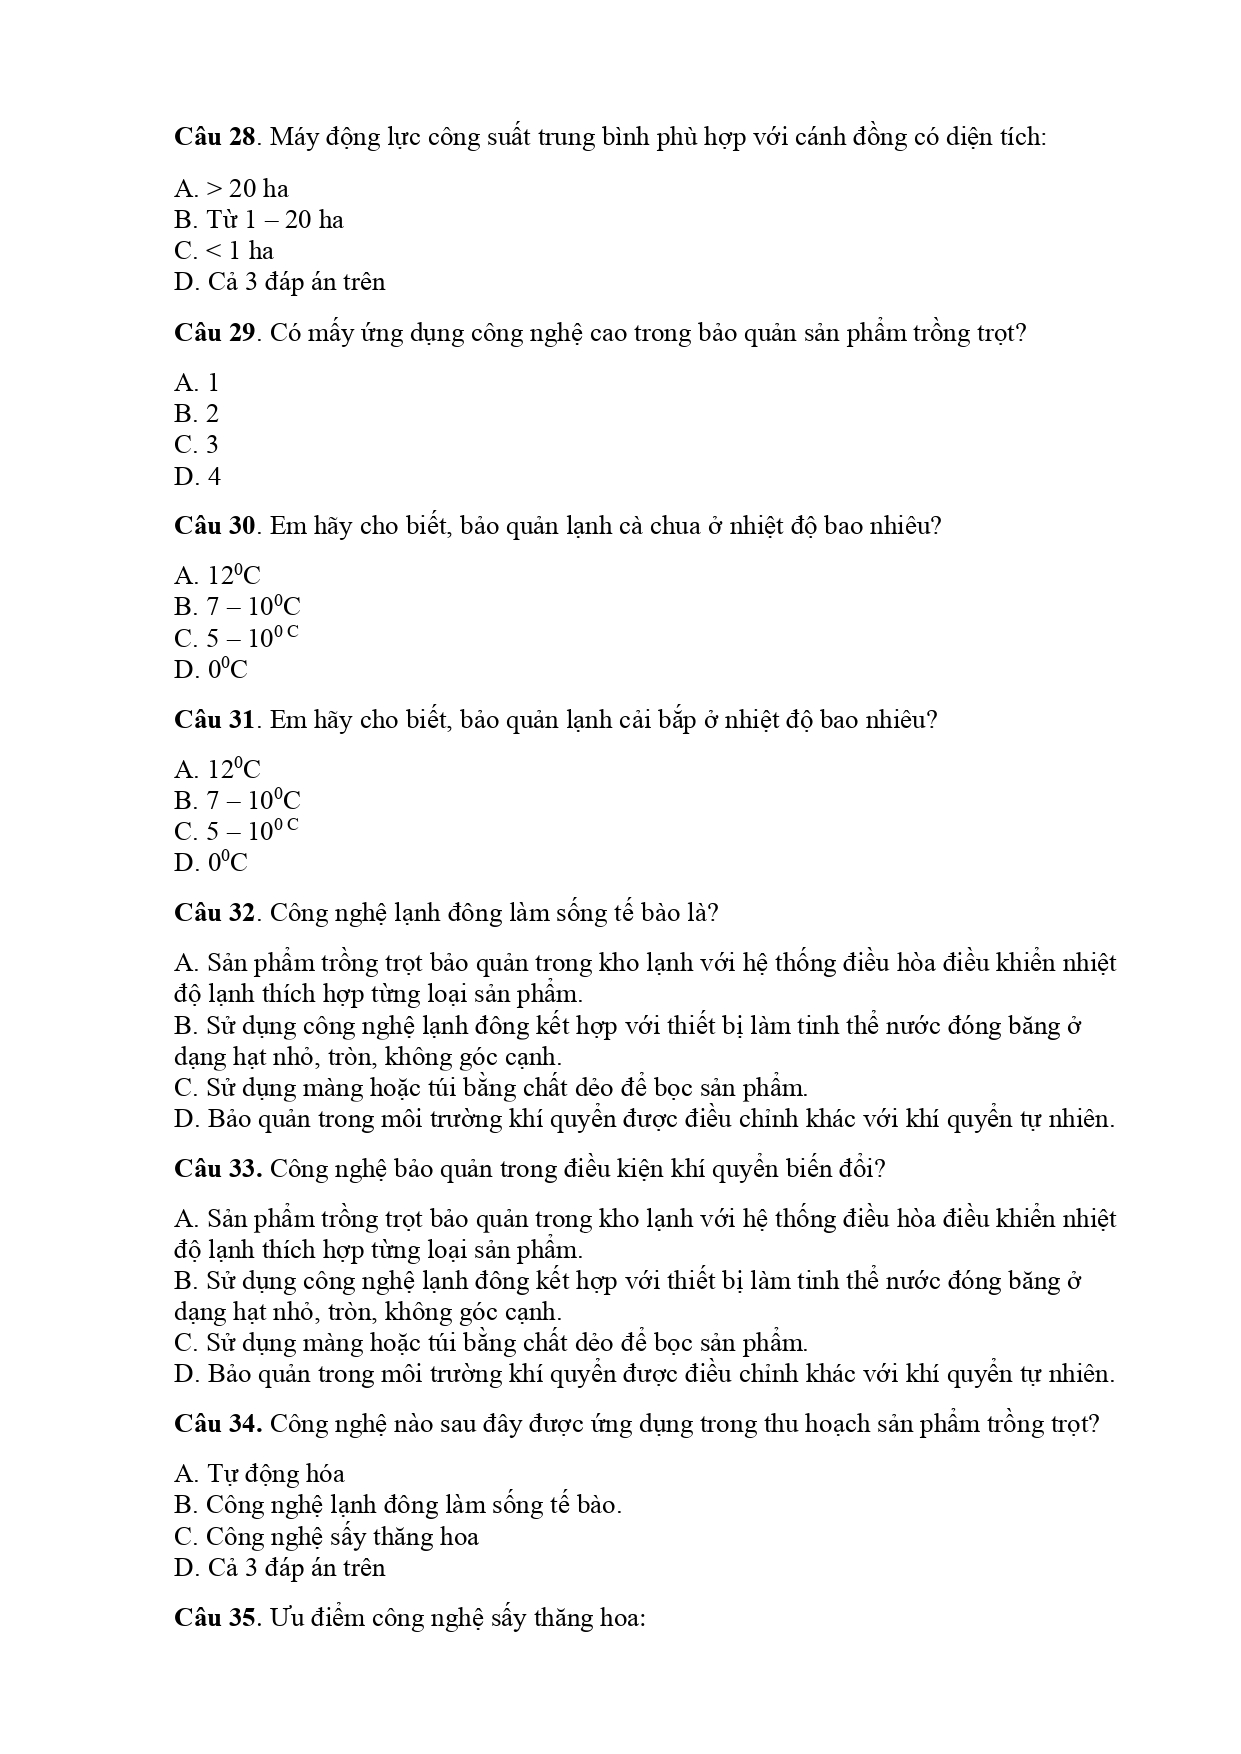 Câu 28. Máy động lực công suất trung bình phù hợp với cánh đồng có diện tích:
A. > 20 ha
B. Từ 1 – 20 ha
C. < 1 ha
D. Cả 3 đáp án trên
Câu 29. Có mấy ứng dụng công nghệ cao trong bảo quản sản phẩm trồng trọt?
A. 1
B. 2
C. 3
D. 4
Câu 30. Em hãy cho biết, bảo quản lạnh cà chua ở nhiệt độ bao nhiêu?
A. 12⁰C
B. 7 – 10⁰C
C. 5 – 10⁰ ᶜ
D. 0⁰C
Câu 31. Em hãy cho biết, bảo quản lạnh cải bắp ở nhiệt độ bao nhiêu?
A. 12⁰C
B. 7 – 10⁰C
C. 5 – 10⁰ ᶜ
D. 0⁰C
Câu 32. Công nghệ lạnh đông làm sống tế bào là?
A. Sản phẩm trồng trọt bảo quản trong kho lạnh với hệ thống điều hòa điều khiển nhiệt
độ lạnh thích hợp từng loại sản phẩm.
B. Sử dụng công nghệ lạnh đông kết hợp với thiết bị làm tinh thể nước đóng băng ở
dạng hạt nhỏ, tròn, không góc cạnh.
C. Sử dụng màng hoặc túi bằng chất dẻo để bọc sản phẩm.
D. Bảo quản trong môi trường khí quyển được điều chỉnh khác với khí quyển tự nhiên.
Câu 33. Công nghệ bảo quản trong điều kiện khí quyển biến đổi?
A. Sản phẩm trồng trọt bảo quản trong kho lạnh với hệ thống điều hòa điều khiển nhiệt
độ lạnh thích hợp từng loại sản phẩm.
B. Sử dụng công nghệ lạnh đông kết hợp với thiết bị làm tinh thể nước đóng băng ở
dạng hạt nhỏ, tròn, không góc cạnh.
C. Sử dụng màng hoặc túi bằng chất dẻo để bọc sản phẩm.
D. Bảo quản trong môi trường khí quyển được điều chỉnh khác với khí quyển tự nhiên.
Câu 34. Công nghệ nào sau đây được ứng dụng trong thu hoạch sản phẩm trồng trọt?
A. Tự động hóa
B. Công nghệ lạnh đông làm sống tế bào.
C. Công nghệ sấy thăng hoa
D. Cả 3 đáp án trên
Câu 35. Ưu điểm công nghệ sấy thăng hoa: